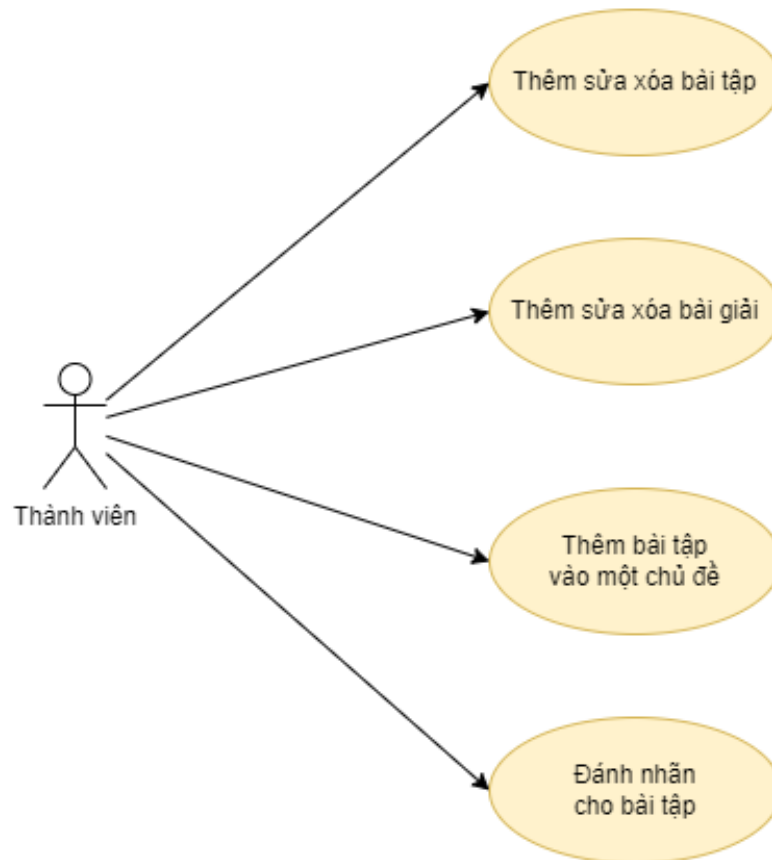 Thêm sửa xóa bài tập
Thêm sửa xóa bài giải
Thành viên
Thêm bài tập
vào một chủ đề
Đánh nhãn
cho bài tập